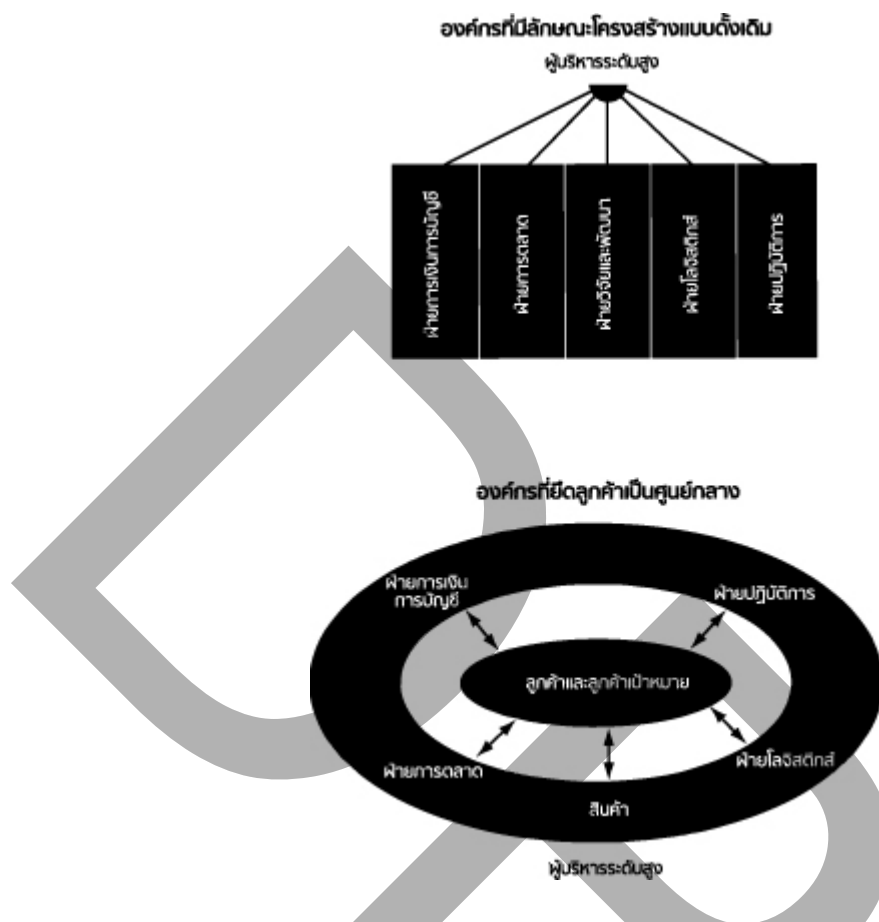 องค์กรที่มีลักษณะโครงสร้างแบบดั้งเดิม
ผู้บริหารระดับสูง
ฝ่ายการเงินการบัญชี
ฝ่ายการตลาด
ฝ่ายวิจัยและพัฒนา
ฝ่ายโลจิสติกส์
ฝ่ายปฏิบัติการ
องค์กรที่ยึดลูกค้าเป็นศูนย์กลาง
ฝ่ายการเงิน
การบัญชี
ฝ่ายปฏิบัติการ
ลูกค้าและลูกค้าเป้าหมาย
ฝ่ายการตลาด
ฝ่ายโลจิสติกส์
สินค้า
ผู้บริหารระดับสูง